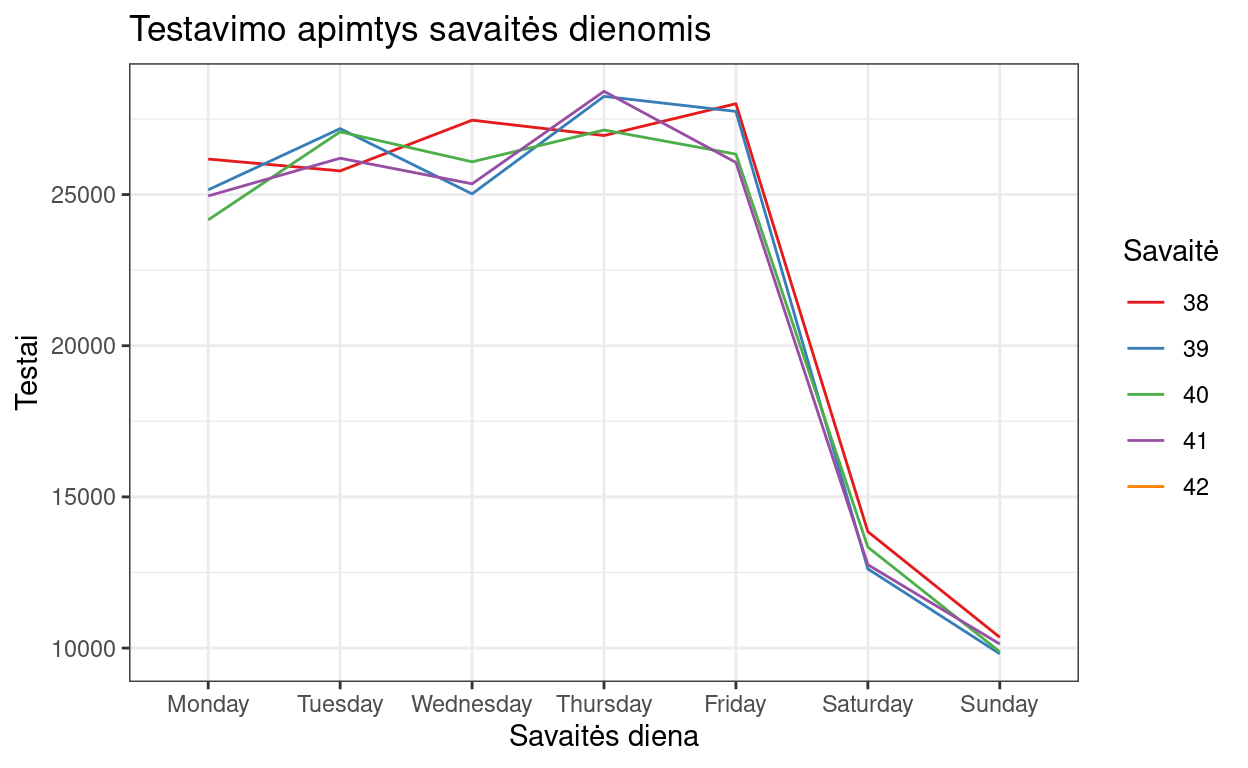 Testavimo apimtys savaitės dienomis
Testai
25000
20000
15000
10000
Monday Tuesday Wednesday Thursday Friday Saturday Sunday
Savaitės diena
Savaitė
38
39
40
41
42